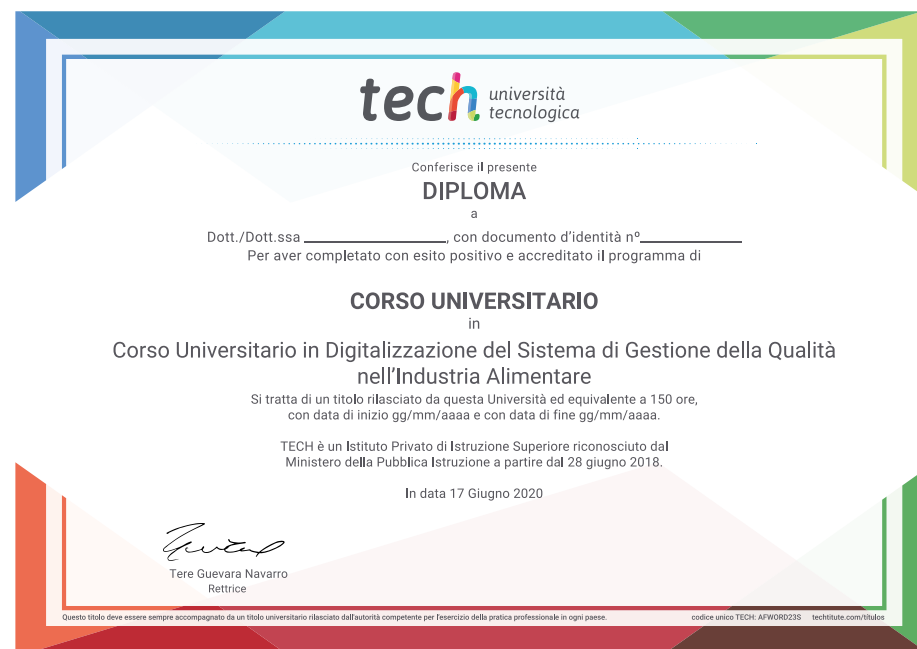 tech università
tecnologica
Conferisce il presente
DIPLOMA
a
Dott./Dott.ssa ____________________, con documento d'identità nº______________
Per aver completato con esito positivo e accreditato il programma di
CORSO UNIVERSITARIO
in
Corso Universitario in Digitalizzazione del Sistema di Gestione della Qualità
nell'Industria Alimentare
Si tratta di un titolo rilasciato da questa Università ed equivalente a 150 ore,
con data di inizio gg/mm/aaaa e con data di fine gg/mm/aaaa.
TECH è un Istituto Privato di Istruzione Superiore riconosciuto dal
Ministero della Pubblica Istruzione a partire dal 28 giugno 2018.
In data 17 Giugno 2020
Tere Guevara Navarro
Rettrice
Questo titolo deve essere sempre accompagnato da un titolo universitario rilasciato dall'autorità competente per l'esercizio della pratica professionale in ogni paese. codice unico TECH: AFWORD23S techtitute.com/títulos